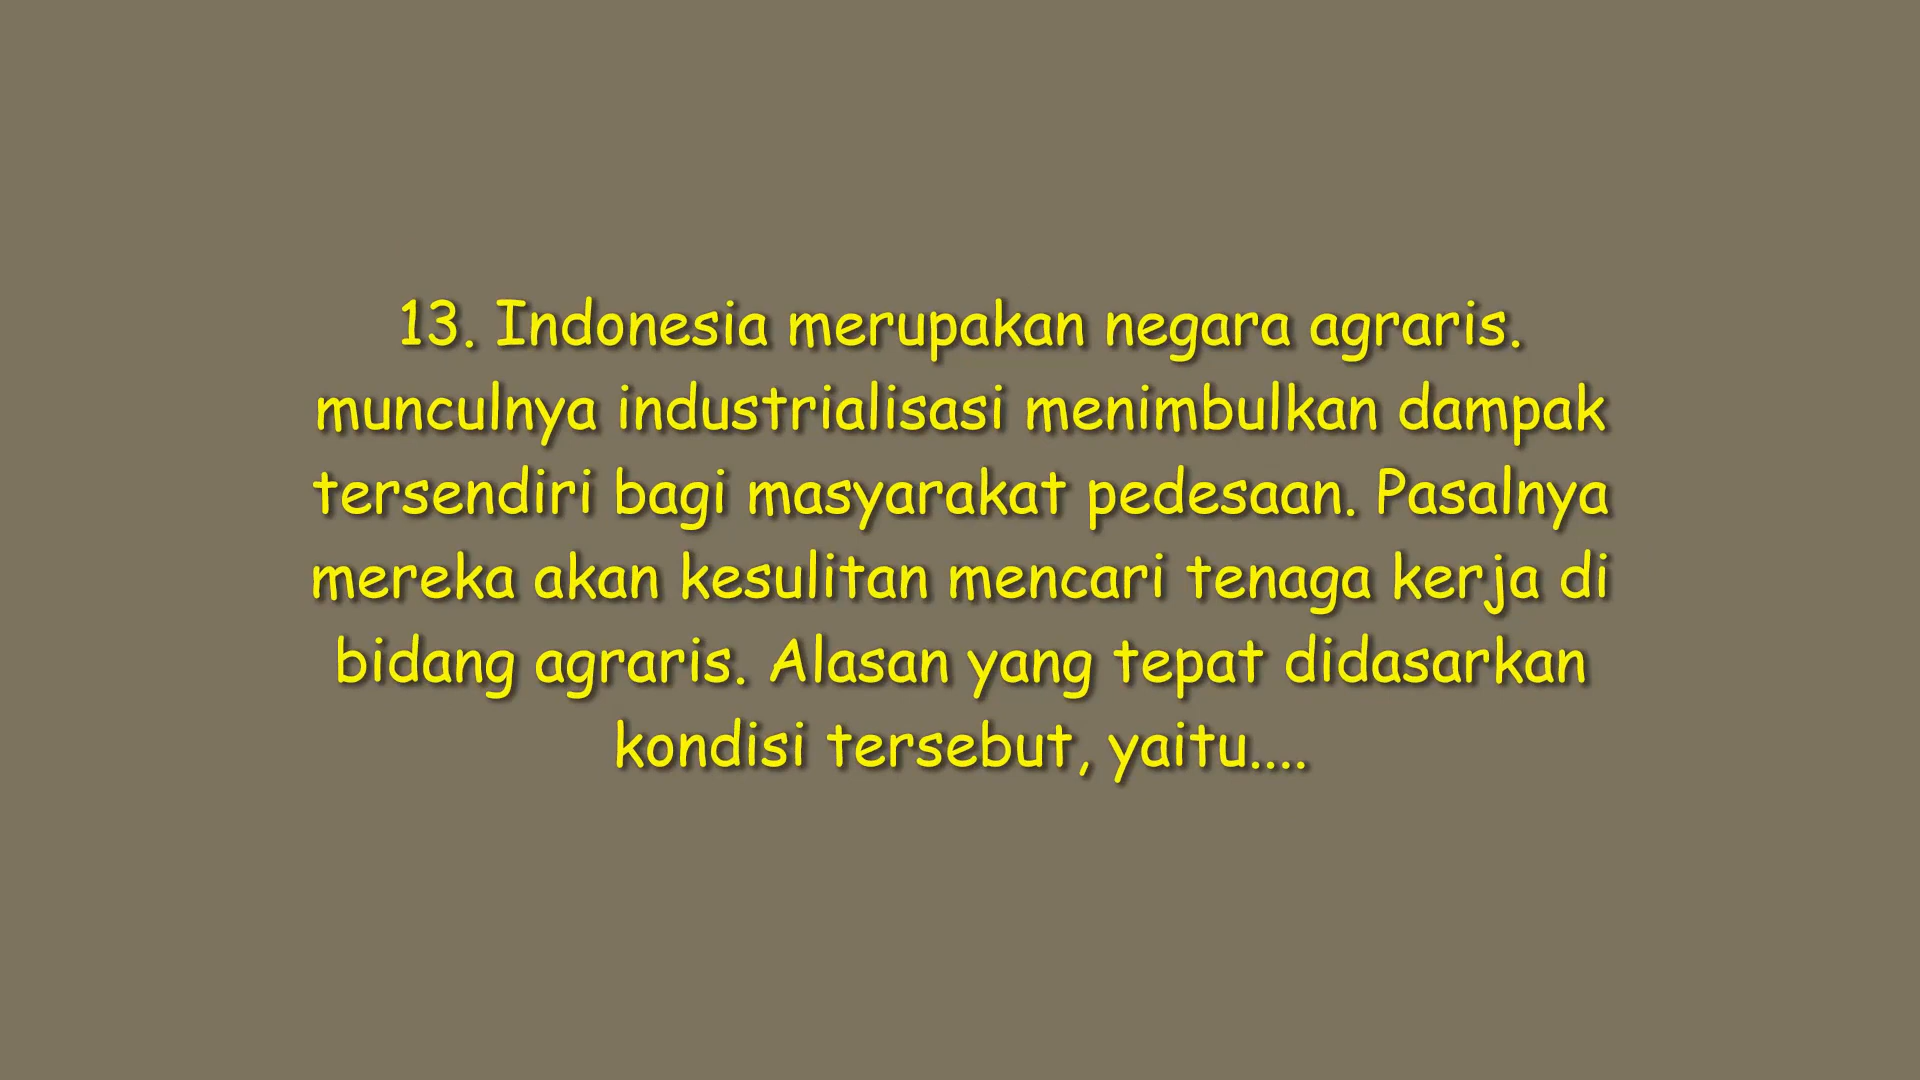 13. Indonesia merupakan negara agraris.
munculnya industrialisasi menimbulkan dampak
tersendiri bagi masyarakat pedesaan. Pasalnya
mereka akan kesulitan mencari tenaga kerja di
bidang agraris. Alasan yang tepat didasarkan
kondisi tersebut, yaitu....